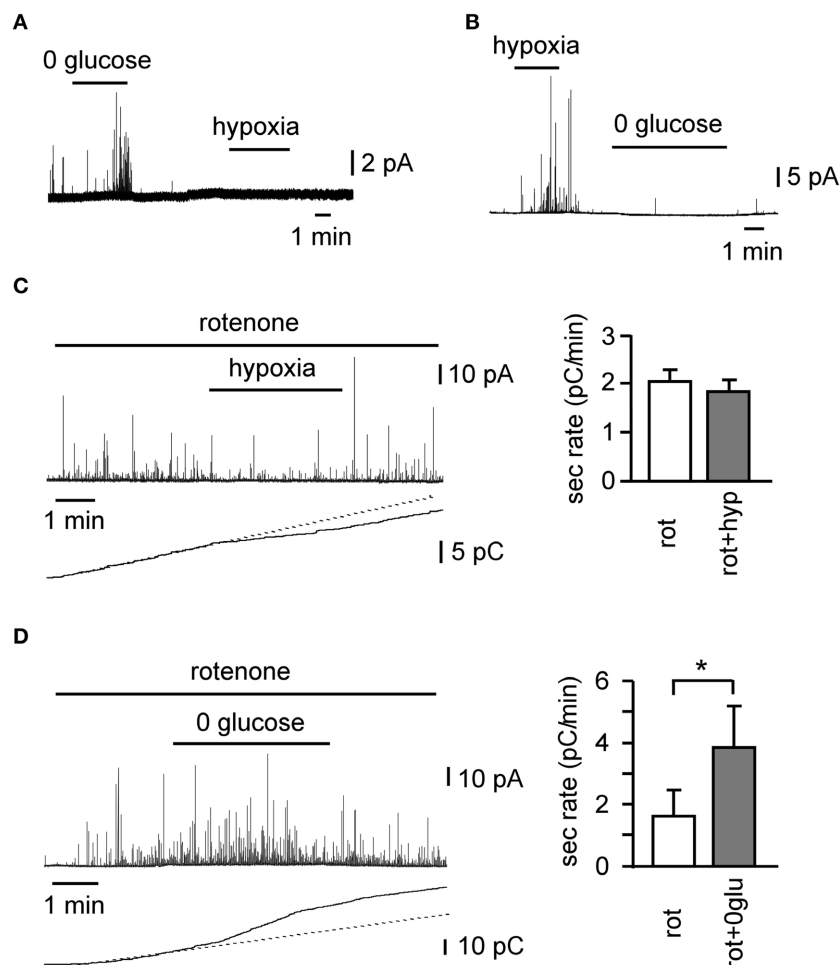 A
0 glucose
hypoxia
2 pA
1 min
B
hypoxia
0 glucose
5 pA
1 min
C
rotenone
hypoxia
10 pA
1 min
5 pC
sec rate (pC/min)
3
2
1
0
rot
rot+hyp
D
rotenone
0 glucose
10 pA
1 min
10 pC
sec rate (pC/min)
6
4
2
0
*
rot
rot+0glu